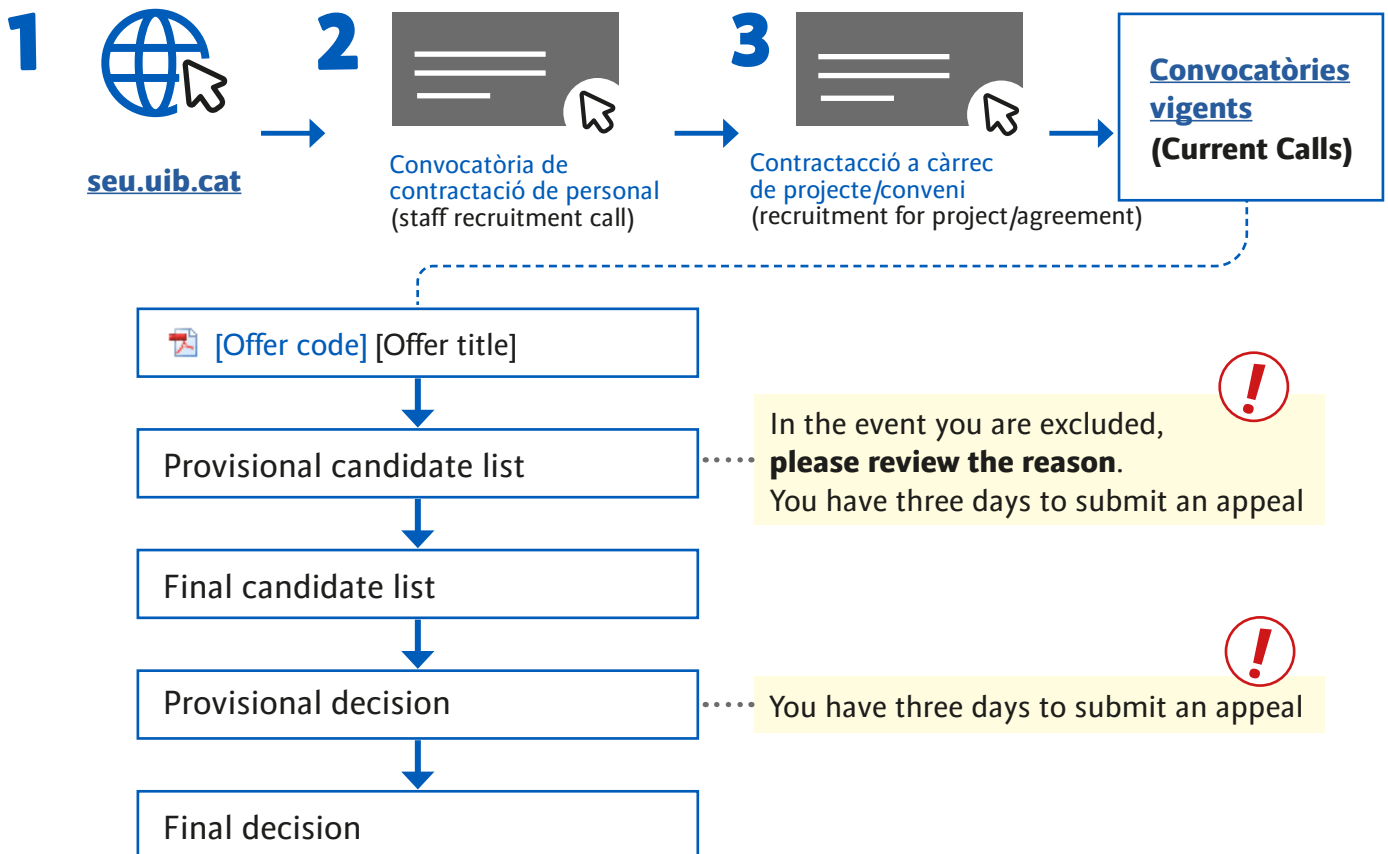 1
seu.uib.cat
2
Convocatòria de
contractació de personal
(staff recruitment call)
3
Contractacció a càrrec
de projecte/conveni
(recruitment for project/agreement)
Convocatòries
vigents
(Current Calls)
[Offer code] [Offer title]
Provisional candidate list
!
In the event you are excluded,
please review the reason.
You have three days to submit an appeal
Final candidate list
Provisional decision
!
You have three days to submit an appeal
Final decision